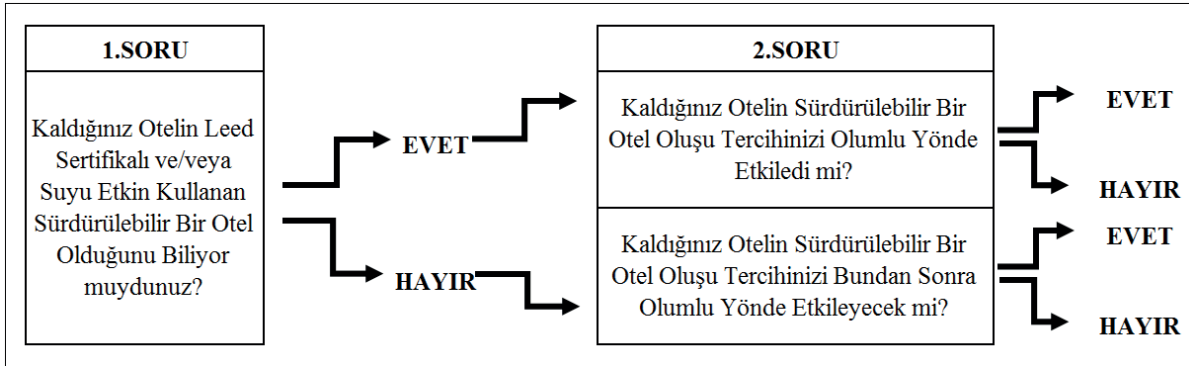 1.SORU
Kaldığınız Otelin Leed
Sertifikalı ve/veya
Suyu Etkin Kullanan
Sürdürülebilir Bir Otel
Olduğunu Biliyor
muydunuz?
EVET
HAYIR
2.SORU
Kaldığınız Otelin Sürdürülebilir Bir
Otel Oluşu Tercihinizi Olumlu Yönde
Etkiledi mi?
EVET
HAYIR
Kaldığınız Otelin Sürdürülebilir Bir
Otel Oluşu Tercihinizi Bundan Sonra
Olumlu Yönde Etkileyecek mi?
EVET
HAYIR